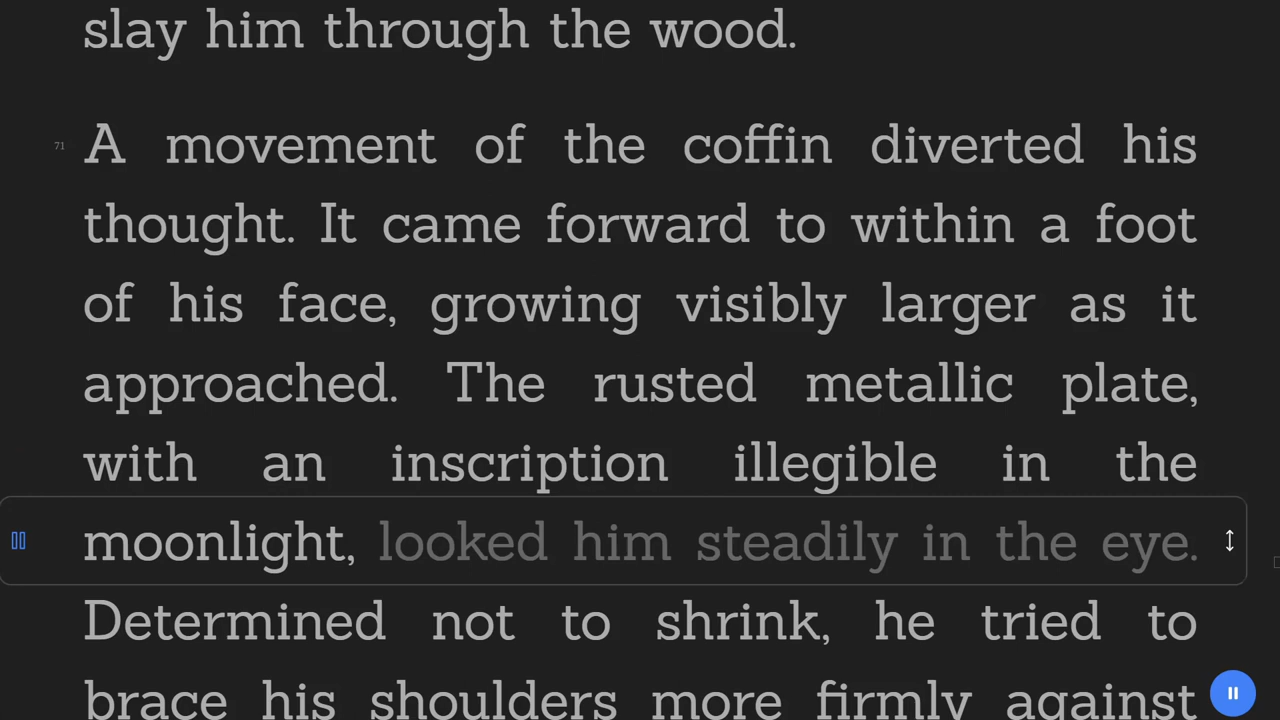 slay him through the wood.
71
A movement of the coffin diverted his
thought. It came forward to within a foot
of his face, growing visibly larger as it
approached. The rusted metallic plate,
with an inscription illegible in the
moonlight, looked him steadily in the eye.
Determined not to shrink, he tried to
brace his shoulders more firmly against